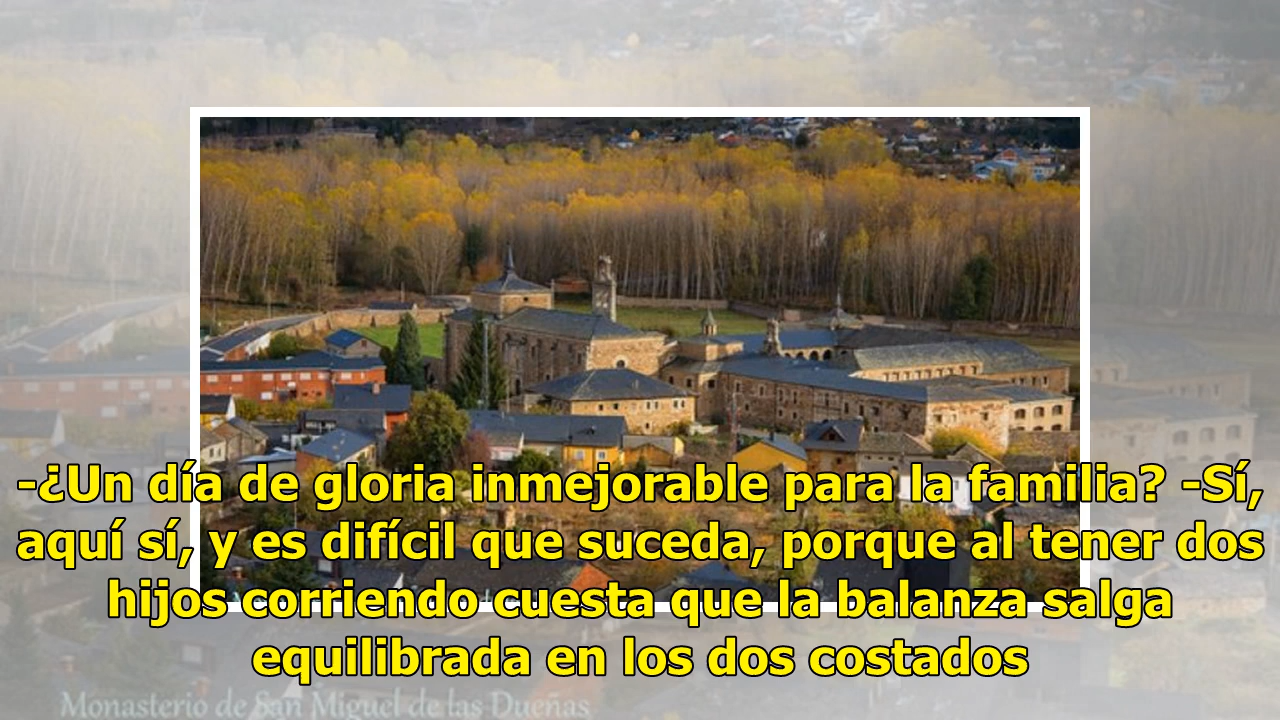 -¿Un día de gloria inmejorable para la familia? -Sí,
aquí sí, y es difícil que suceda, porque al tener dos
hijos corriendo cuesta que la balanza salga
equilibrada en los dos costados
Monasterio de San Miguel de las Dueñas